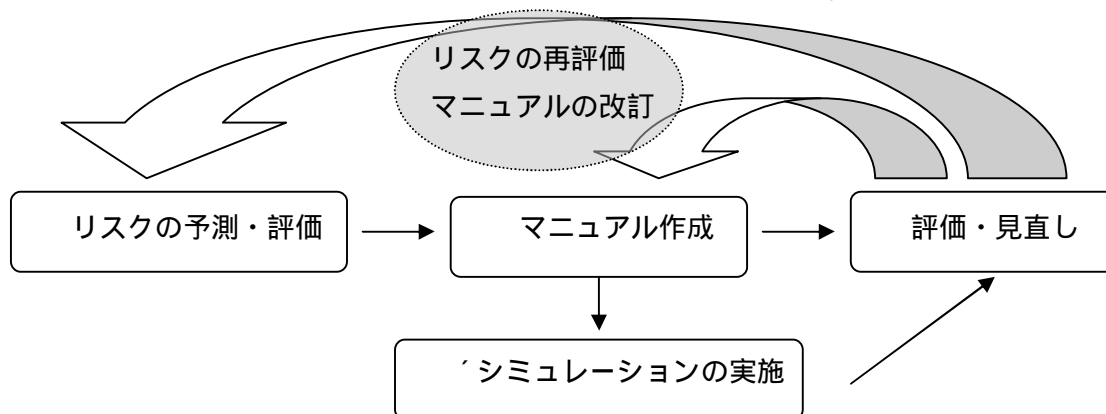 リスクの再評価
マニュアルの改訂
リスクの予測・評価
マニュアル作成
評価・見直し
´シミュレーションの実施